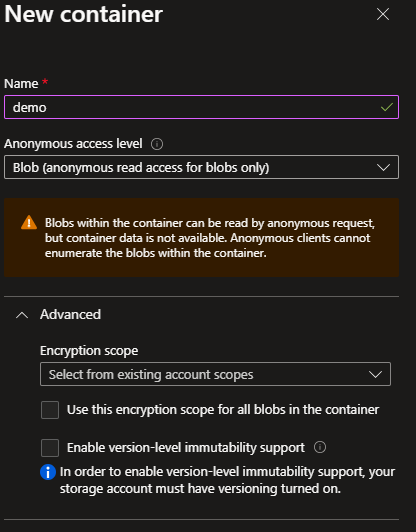 New container
Name *
demo
Anonymous access level
Blob (anonymous read access for blobs only)
Blobs within the container can be read by anonymous request,
but container data is not available. Anonymous clients cannot
enumerate the blobs within the container.
Advanced
Encryption scope
Select from existing account scopes
Use this encryption scope for all blobs in the container
Enable version-level immutability support
In order to enable version-level immutability support, your
storage account must have versioning turned on.